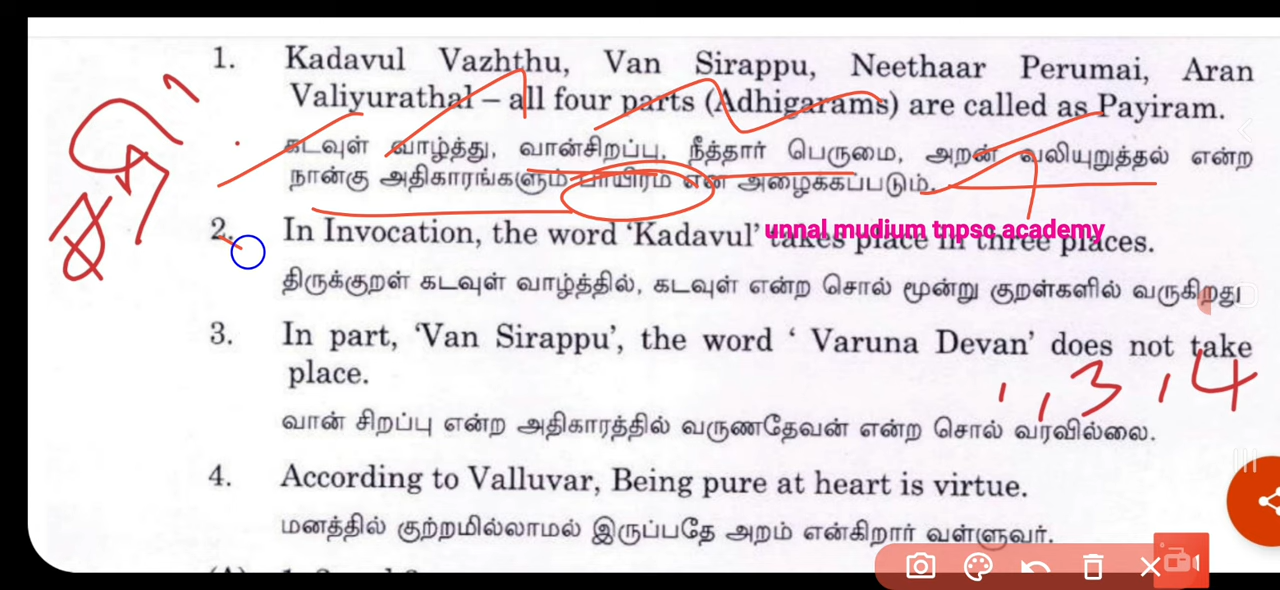 1. Kadavul Vazhthu, Van Sirappu, Neethaar Perumai, Aran
Valiyurathal – all four parts (Adhigarams) are called as Payiram.
கடவுள் வாழ்த்து, வான்சிறப்பு, நீத்தார் பெருமை, அறன் வலியுறுத்தல் என்ற
நான்கு அதிகாரங்களும் பாயிரம் என அழைக்கப்படும்.
2. In Invocation, the word ‘Kadavul’ takes place in three places.
unnal mudium tnpsc academy
திருக்குறள் கடவுள் வாழ்த்தில், கடவுள் என்ற சொல் மூன்று குறள்களில் வருகிறது
3. In part, ‘Van Sirappu’, the word ‘ Varuna Devan’ does not take
place.
1, 3, 4
வான் சிறப்பு என்ற அதிகாரத்தில் வருணதேவன் என்ற சொல் வரவில்லை.
4. According to Valluvar, Being pure at heart is virtue.
மனத்தில் குற்றமில்லாமல் இருப்பதே அறம் என்கிறார் வள்ளுவர்.